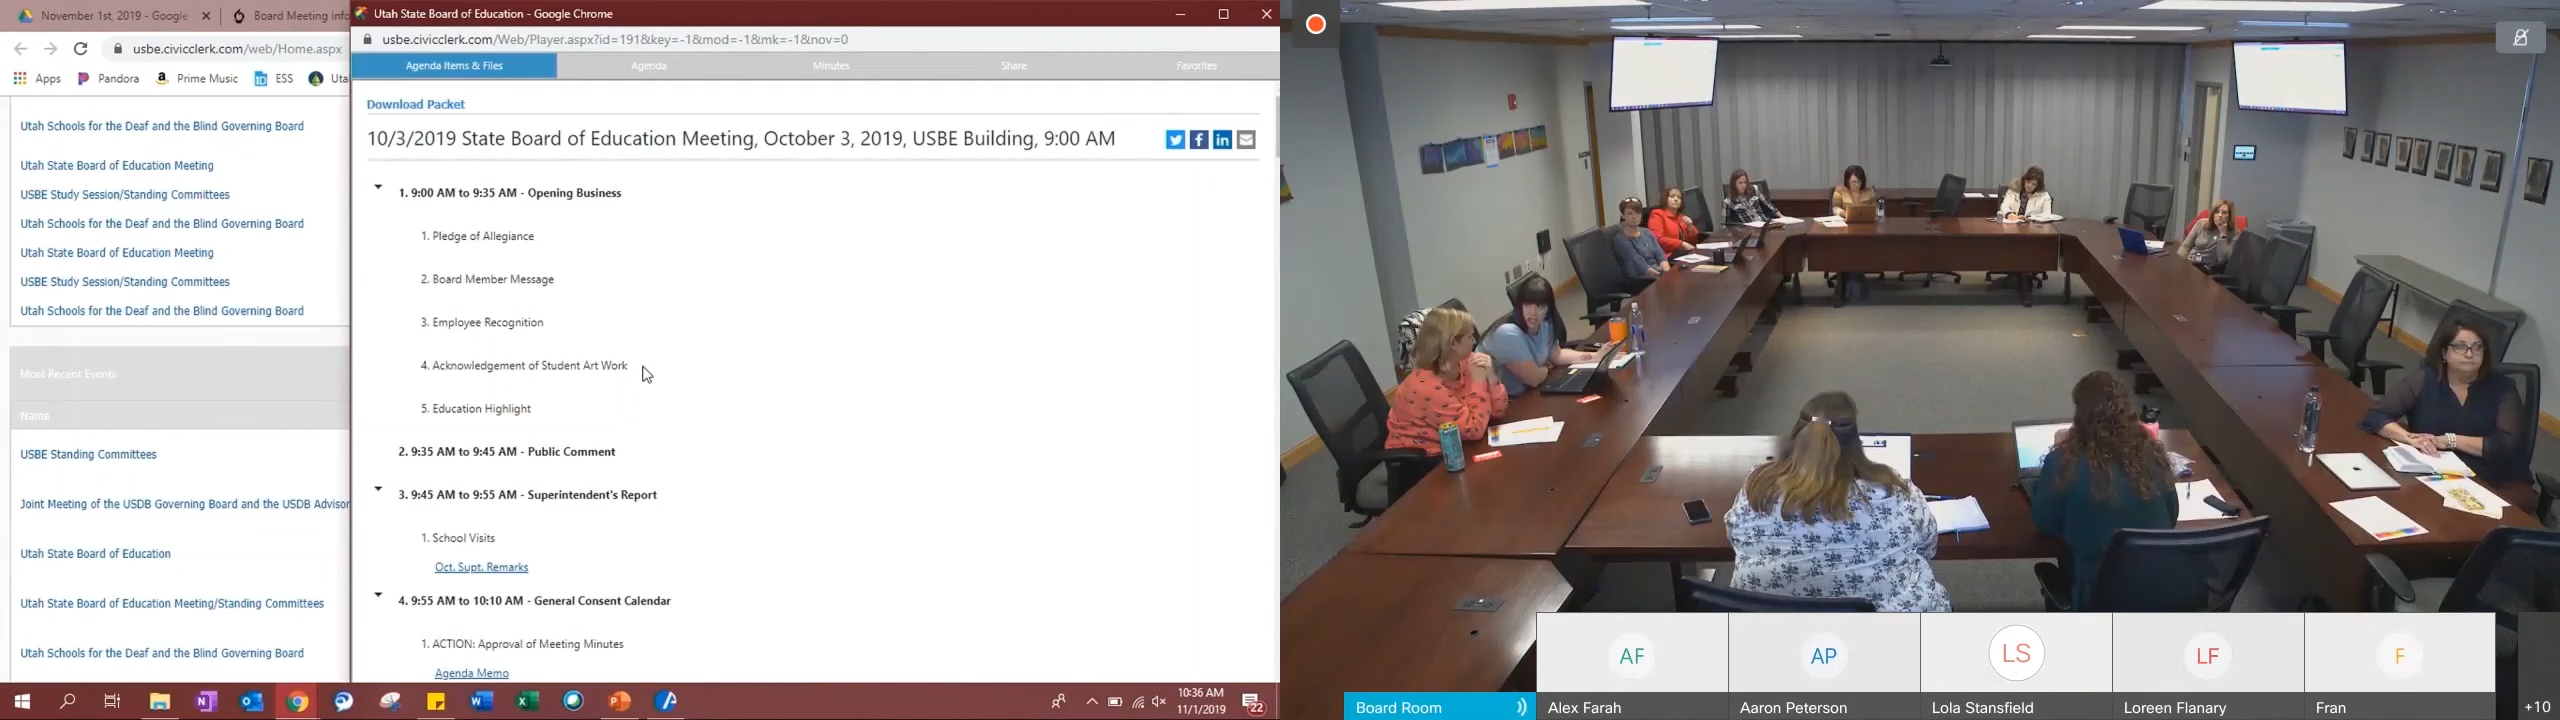 November 1st, 2019 - Google
Board Meeting Info
Utah State Board of Education - Google Chrome
usbe.civicclerk.com/web/Home.aspx
usbe.civicclerk.com/Web/Player.aspx?id=191&key=-1&mod=-1&mk=-1&nov=0
Apps
Pandora
Prime Music
ESS
Uta
Agenda Items & Files
Agenda
Minutes
Share
Favorites
Utah Schools for the Deaf and the Blind Governing Board
Utah State Board of Education Meeting
USBE Study Session/Standing Committees
Utah Schools for the Deaf and the Blind Governing Board
Utah State Board of Education Meeting
USBE Study Session/Standing Committees
Utah Schools for the Deaf and the Blind Governing Board
Most Recent Events
Name
USBE Standing Committees
Joint Meeting of the USDB Governing Board and the USDB Advisor
Utah State Board of Education
Utah State Board of Education Meeting/Standing Committees
Utah Schools for the Deaf and the Blind Governing Board
Download Packet
10/3/2019 State Board of Education Meeting, October 3, 2019, USBE Building, 9:00 AM
1. 9:00 AM to 9:35 AM - Opening Business
1. Pledge of Allegiance
2. Board Member Message
3. Employee Recognition
4. Acknowledgement of Student Art Work
5. Education Highlight
2. 9:35 AM to 9:45 AM - Public Comment
3. 9:45 AM to 9:55 AM - Superintendent's Report
1. School Visits
Oct. Supt. Remarks
4. 9:55 AM to 10:10 AM - General Consent Calendar
1. ACTION: Approval of Meeting Minutes
Agenda Memo
10:36 AM
11/1/2019
22
AF
AP
LS
LF
F
Board Room
Alex Farah
Aaron Peterson
Lola Stansfield
Loreen Flanary
Fran
+10